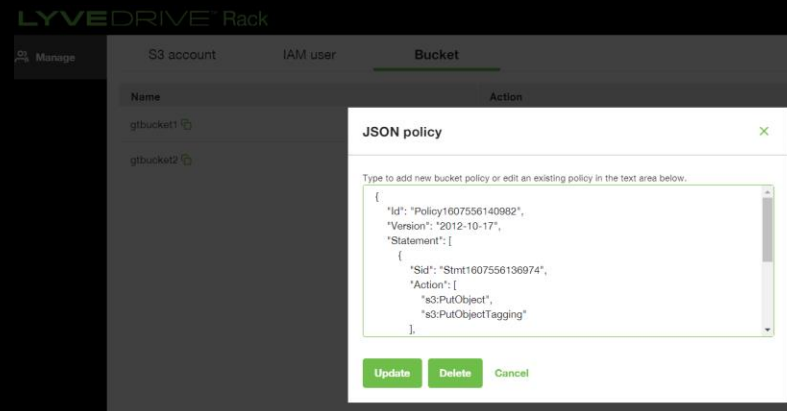 LYVEDRIVE™ Rack
Manage
S3 account IAM user Bucket
Name Action
gtbucket1
gtbucket2
JSON policy
Type to add new bucket policy or edit an existing policy in the text area below.
{
"Id": "Policy1607556140982",
"Version": "2012-10-17",
"Statement": [
{
"Sid": "Stmt1607556136974",
"Action": [
"s3:PutObject",
"s3:PutObjectTagging"
],
Update Delete Cancel